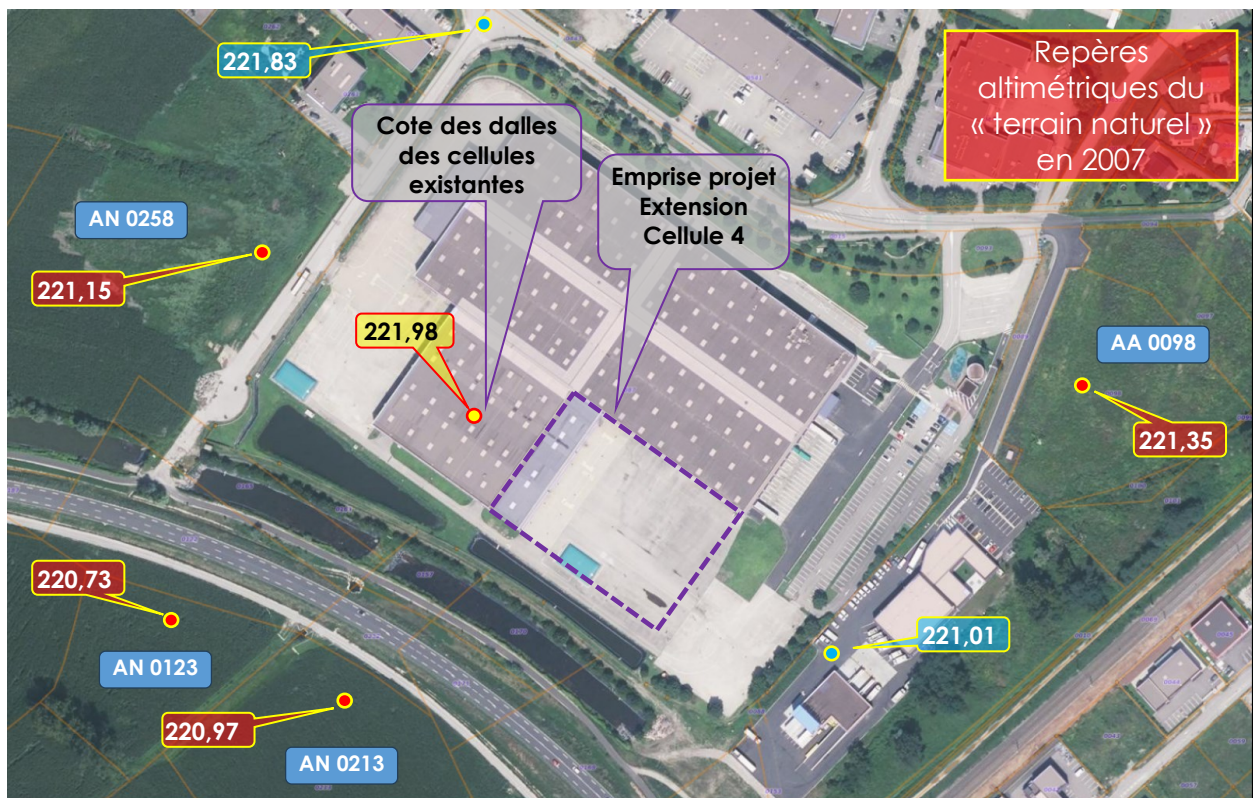 221,83
Repères
altimétriques du
« terrain naturel »
en 2007
Cote des dalles
des cellules
existantes
Emprise projet
Extension
Cellule 4
AN 0258
221,15
221,98
AA 0098
221,35
220,73
AN 0123
220,97
AN 0213
221,01